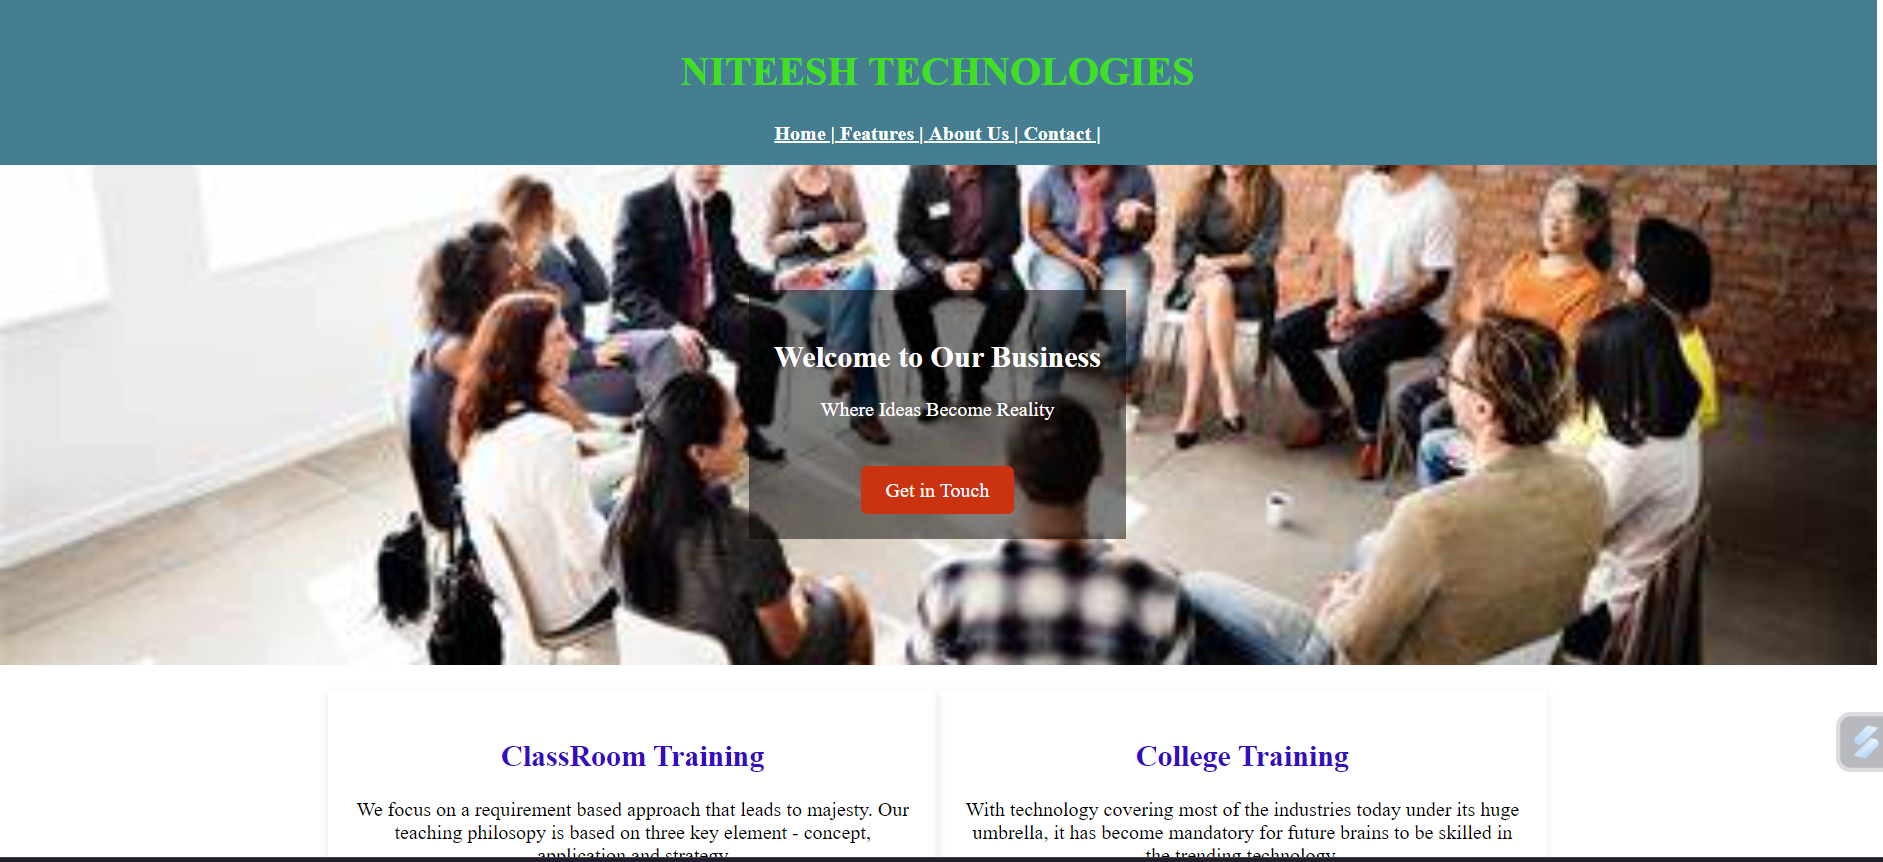 NITEESH TECHNOLOGIES
Home | Features | About Us | Contact |
Welcome to Our Business
Where Ideas Become Reality
Get in Touch
ClassRoom Training
We focus on a requirement based approach that leads to majesty. Our
teaching philosopy is based on three key element - concept,
application and strategy
College Training
With technology covering most of the industries today under its huge
umbrella, it has become mandatory for future brains to be skilled in
the trending technology